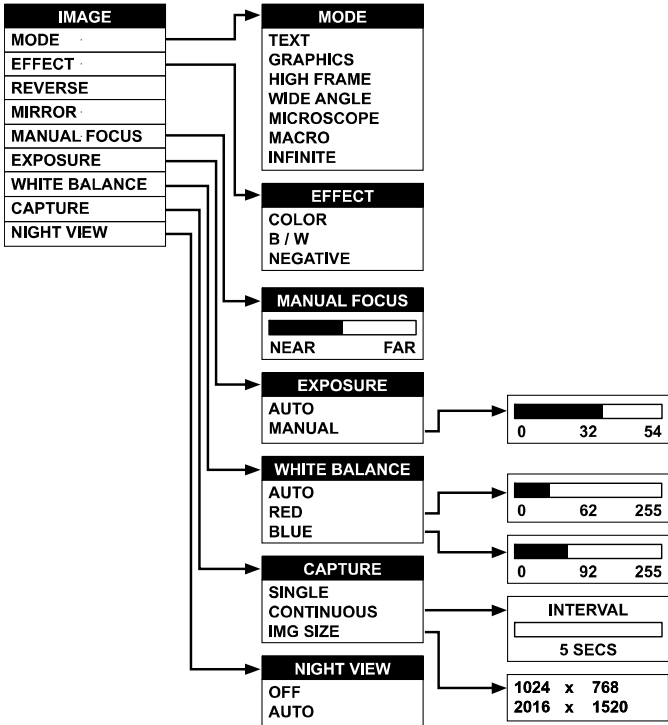 IMAGE
MODE
EFFECT
REVERSE
MIRROR
MANUAL FOCUS
EXPOSURE
WHITE BALANCE
CAPTURE
NIGHT VIEW
MODE
TEXT
GRAPHICS
HIGH FRAME
WIDE ANGLE
MICROSCOPE
MACRO
INFINITE
EFFECT
COLOR
B / W
NEGATIVE
MANUAL FOCUS
NEAR FAR
EXPOSURE
AUTO
MANUAL
0 32 54
WHITE BALANCE
AUTO
RED
BLUE
0 62 255
0 92 255
CAPTURE
SINGLE
CONTINUOUS
IMG SIZE
INTERVAL
5 SECS
1024 x 768
2016 x 1520
NIGHT VIEW
OFF
AUTO